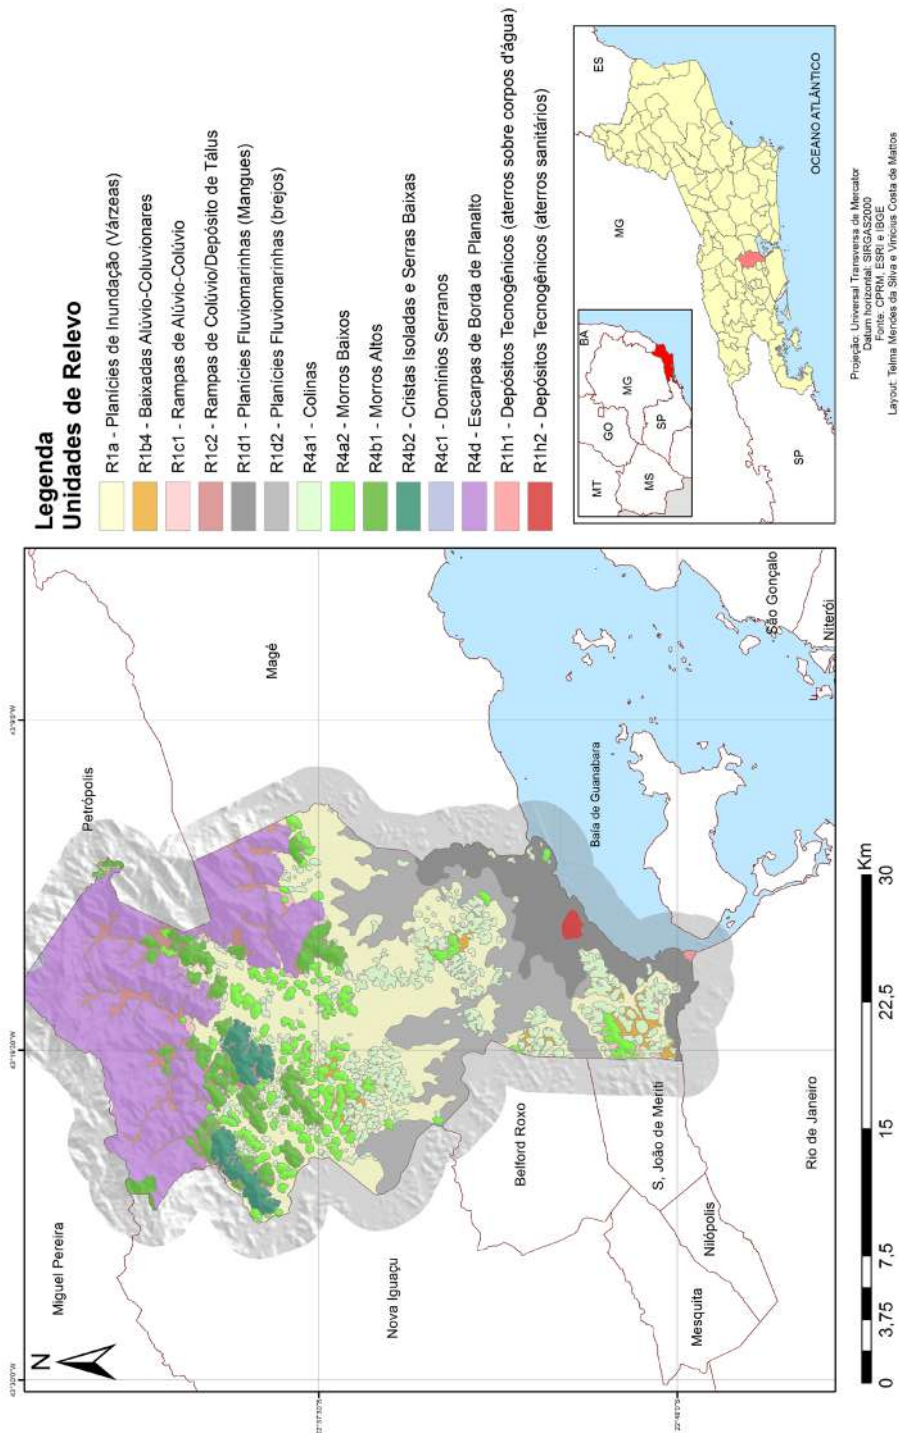 Legenda
Unidades de Relevo
R1a - Planícies de Inundação (Várzeas)
R1b4 - Baixadas Alúvio-Coluvionares
R1c1 - Rampas de Alúvio-Colúvio
R1c2 - Rampas de Colúvio/Depósito de Tálus
R1d1 - Planícies Fluviomarinhas (Mangues)
R1d2 - Planícies Fluviomarinhas (brejos)
R4a1 - Colinas
R4a2 - Morros Baixos
R4b1 - Morros Altos
R4b2 - Cristas Isoladas e Serras Baixas
R4c1 - Domínios Serranos
R4d - Escarpas de Borda de Planalto
R1h1 - Depósitos Tecnogênicos (aterros sobre corpos d'água)
R1h2 - Depósitos Tecnogênicos (aterros sanitários)
N
Miguel Pereira
Petrópolis
Magé
Nova Iguaçu
Belford Roxo
S, João de Meriti
Mesquita
Nilópolis
Rio de Janeiro
Baía de Guanabara
São Gonçalo
Niterói
0
3,75
7,5
15
22,5
30
Km
MT
GO
BA
MG
MS
SP
ES
MG
SP
OCEANO ATLÂNTICO
Projeção: Universal Transversa de Mercator
Datum horizontal: SIRGAS2000
Fonte: CPRM, ESRI e IBGE
Layout: Telma Mendes da Silva e Vinicius Costa de Mattos